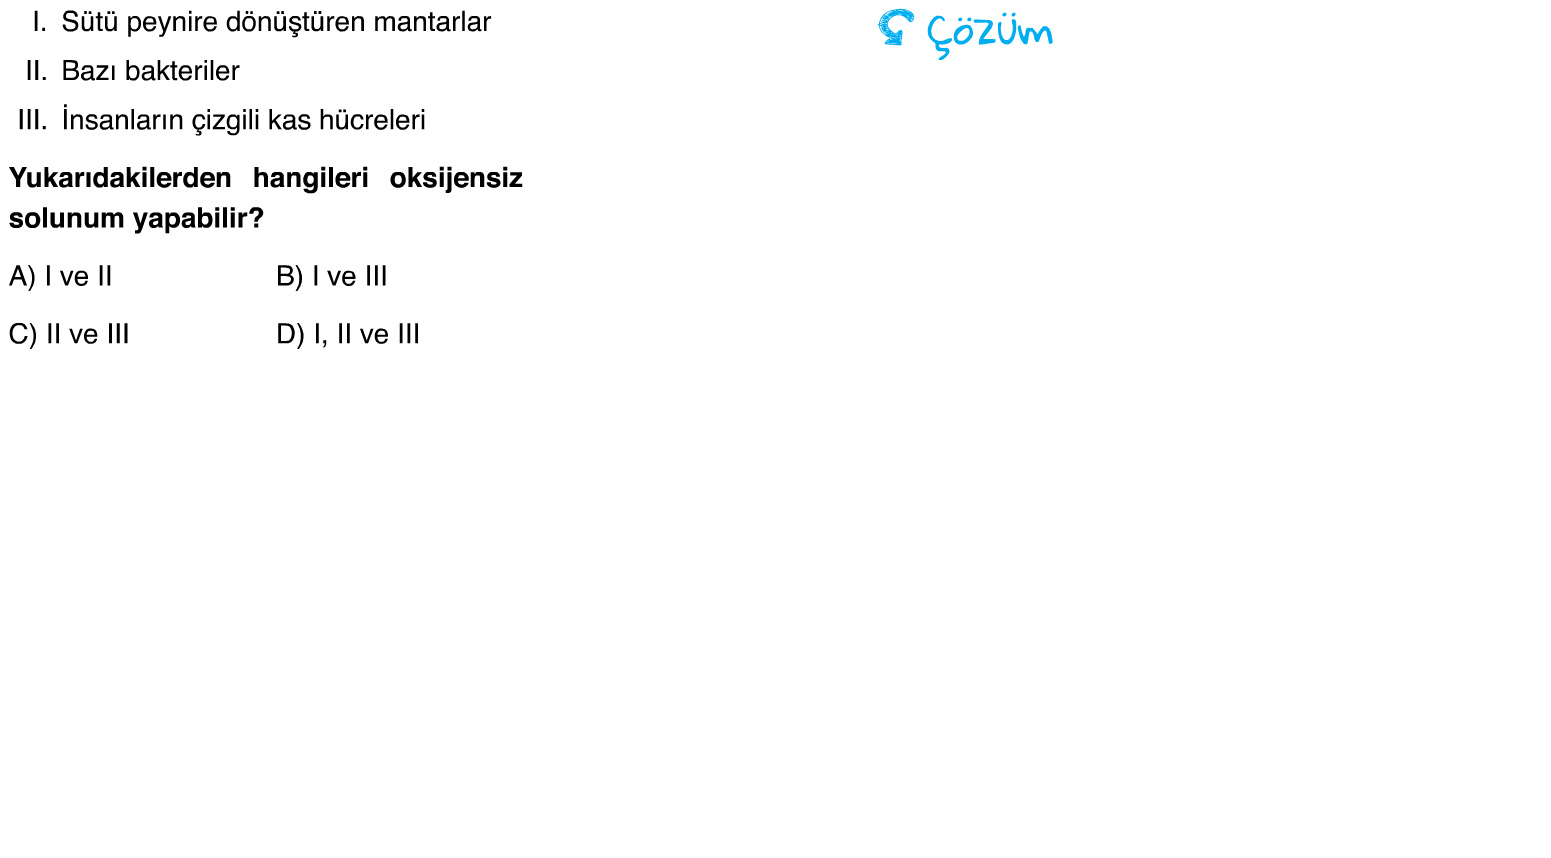 I. Sütü peynire dönüştüren mantarlar
II. Bazı bakteriler
III. İnsanların çizgili kas hücreleri
Yukarıdakilerden hangileri oksijensiz
solunum yapabilir?
A) I ve II B) I ve III
C) II ve III D) I, II ve III
Çözüm